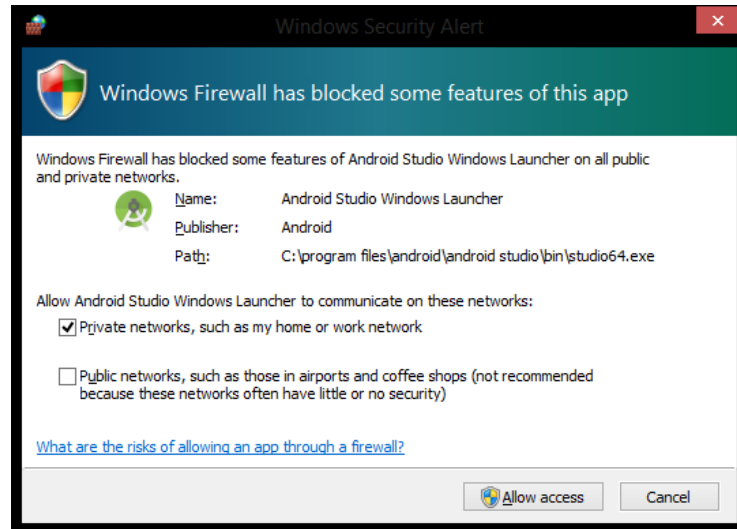 Windows Security Alert
Windows Firewall has blocked some features of this app
Windows Firewall has blocked some features of Android Studio Windows Launcher on all public
and private networks.
Name: Android Studio Windows Launcher
Publisher: Android
Path: C:\program files\android\android studio\bin\studio64.exe
Allow Android Studio Windows Launcher to communicate on these networks:
Private networks, such as my home or work network
Public networks, such as those in airports and coffee shops (not recommended
because these networks often have little or no security)
What are the risks of allowing an app through a firewall?
Allow access Cancel